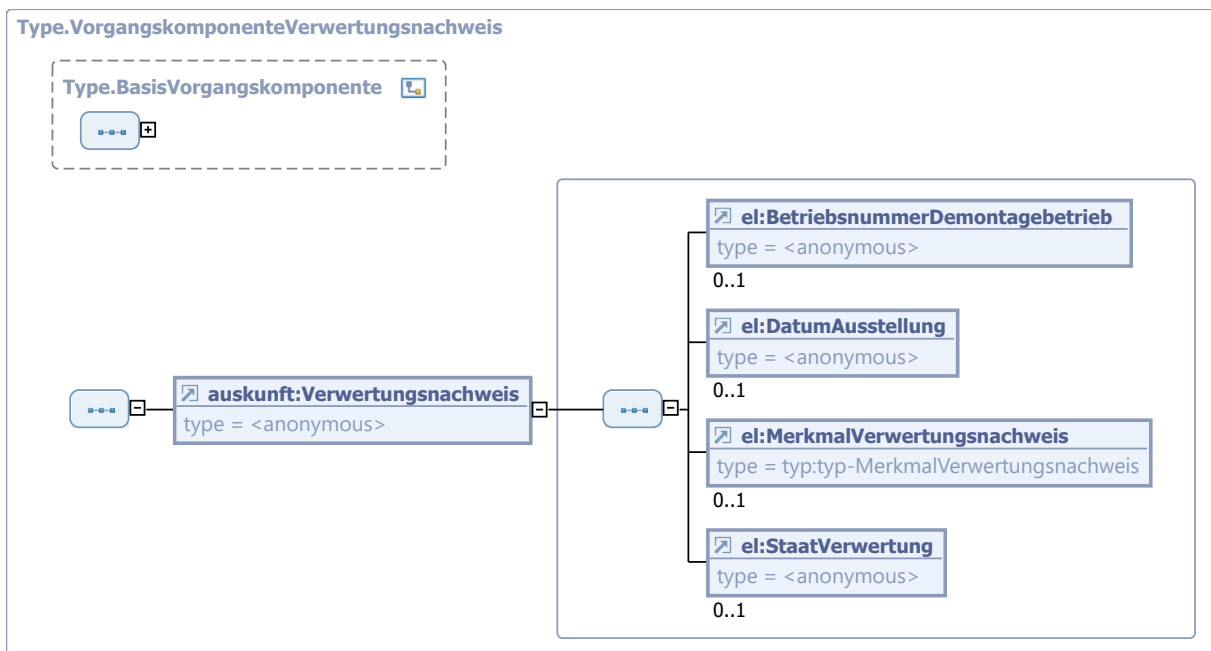 Type.VorgangskomponenteVerwertungsnachweis
Type.BasisVorgangskomponente
el:BetriebsnummerDemontagebetrieb
type = <anonymous>
0..1
el:DatumAusstellung
type = <anonymous>
0..1
auskunft:Verwertungsnachweis
type = <anonymous>
el:MerkmalVerwertungsnachweis
type = typ:typ-MerkmalVerwertungsnachweis
0..1
el:StaatVerwertung
type = <anonymous>
0..1